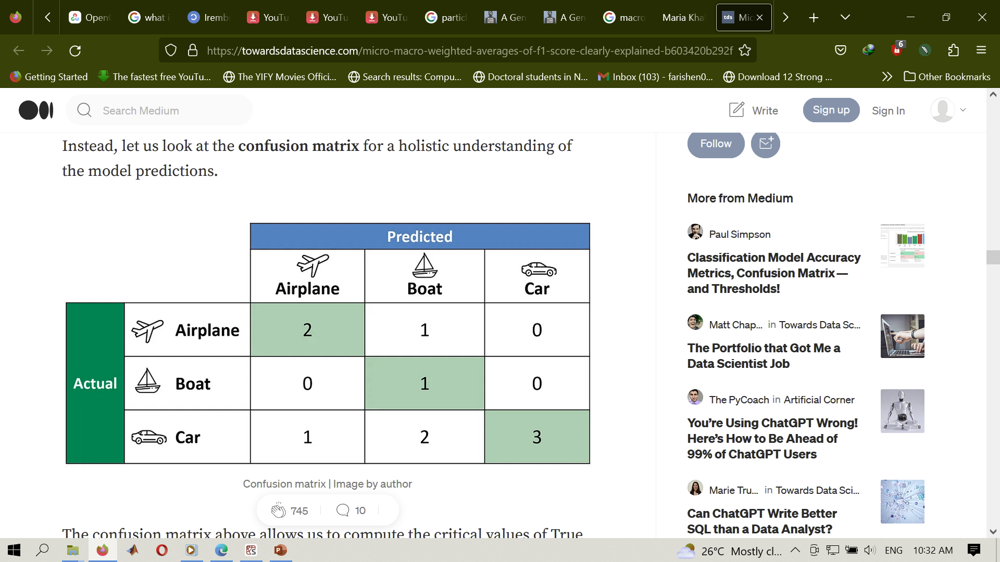 OpenC
what i
Iremb
YouTu
YouTu
YouTu
partic
A Gen
A Gen
macro
Maria Kha
tds Mic
6
https://towardsdatascience.com/micro-macro-weighted-averages-of-f1-score-clearly-explained-b603420b292f
Getting Started
The fastest free YouTu...
The YIFY Movies Offici...
Search results: Compu...
Doctoral students in N...
Inbox (103) - farishen0...
Download 12 Strong ...
Other Bookmarks
Search Medium
Write
Sign up
Sign In
Instead, let us look at the confusion matrix for a holistic understanding of
the model predictions.
Predicted
Airplane Boat Car
Actual
Airplane 2 1 0
Boat 0 1 0
Car 1 2 3
Confusion matrix | Image by author
745
10
The confusion matrix above allows us to compute the critical values of True
Follow
More from Medium
Paul Simpson
Classification Model Accuracy
Metrics, Confusion Matrix —
and Thresholds!
Matt Chap... in Towards Data Sc...
The Portfolio that Got Me a
Data Scientist Job
The PyCoach in Artificial Corner
You’re Using ChatGPT Wrong!
Here’s How to Be Ahead of
99% of ChatGPT Users
Marie Tru... in Towards Data Sci...
Can ChatGPT Write Better
SQL than a Data Analyst?
26°C Mostly cl...
ENG
10:32 AM